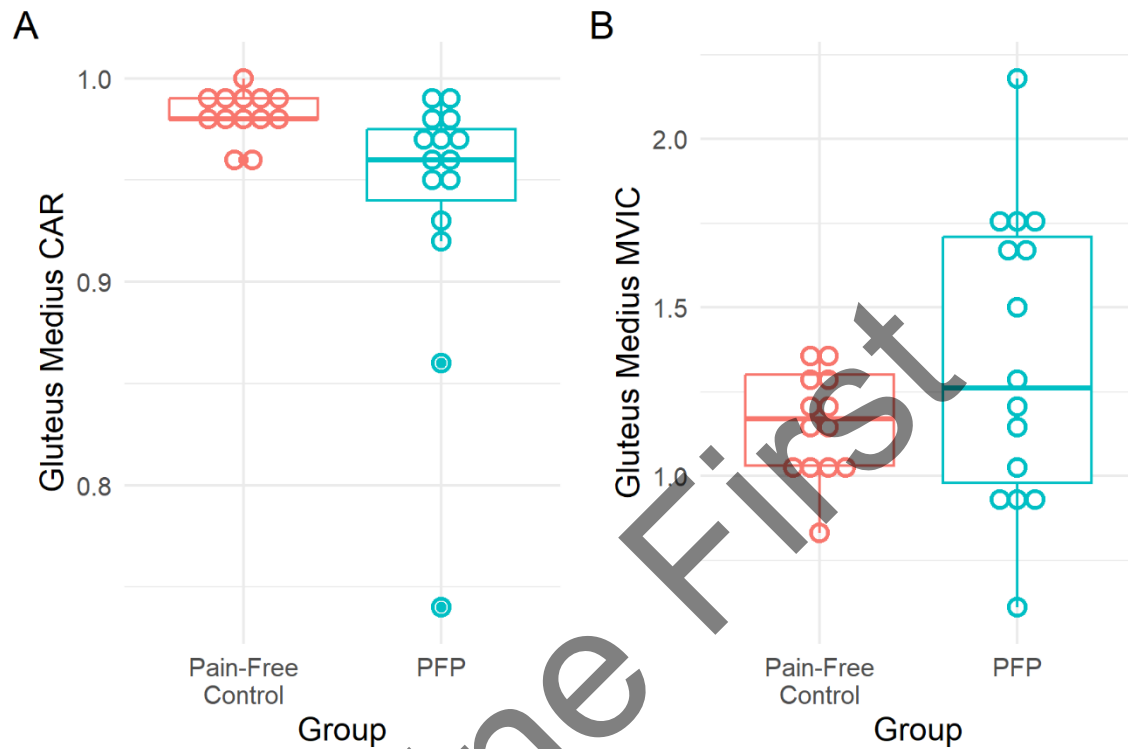 A
Gluteus Medius CAR
1.0
0.9
0.8
Pain-Free
Control
PFP
Group
B
Gluteus Medius MVIC
2.0
1.5
1.0
Pain-Free
Control
PFP
Group
ne First